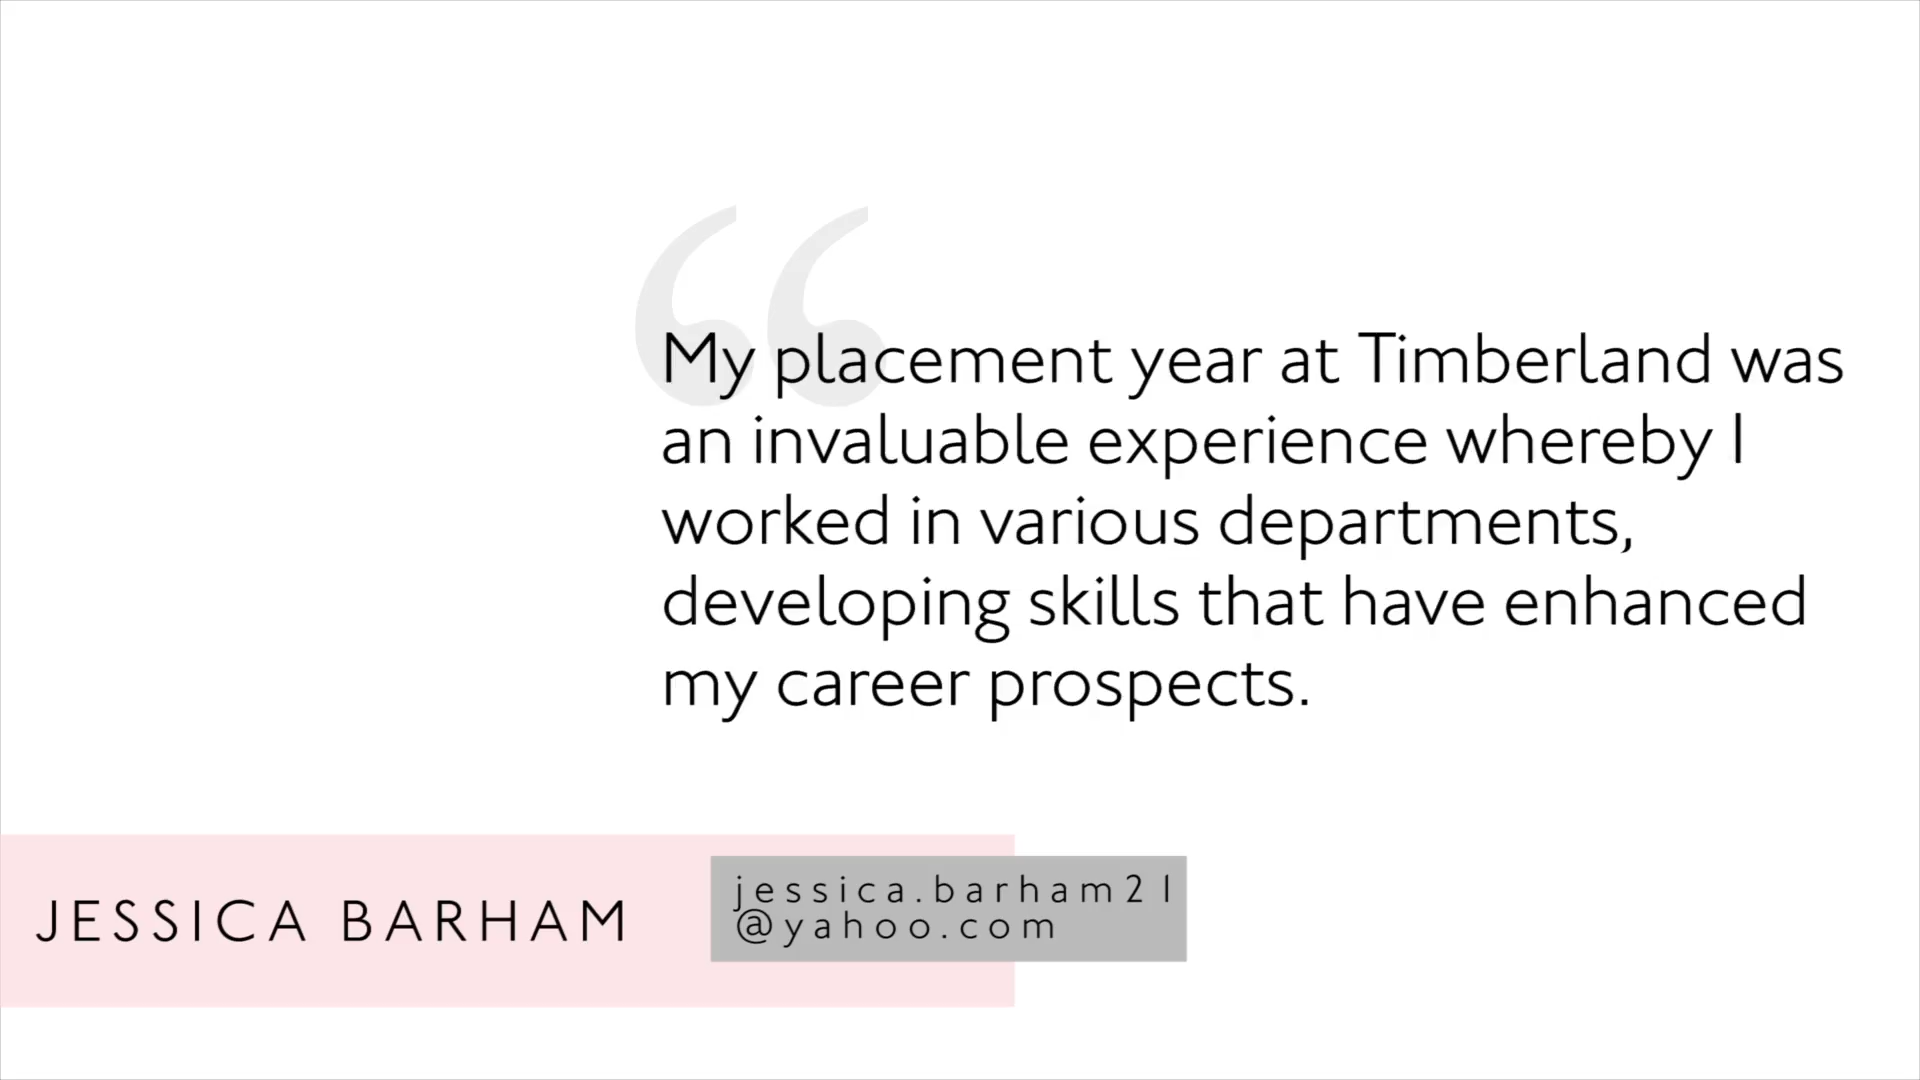 “
My placement year at Timberland was
an invaluable experience whereby I
worked in various departments,
developing skills that have enhanced
my career prospects.
JESSICA BARHAM
jessica.barham21
@yahoo.com